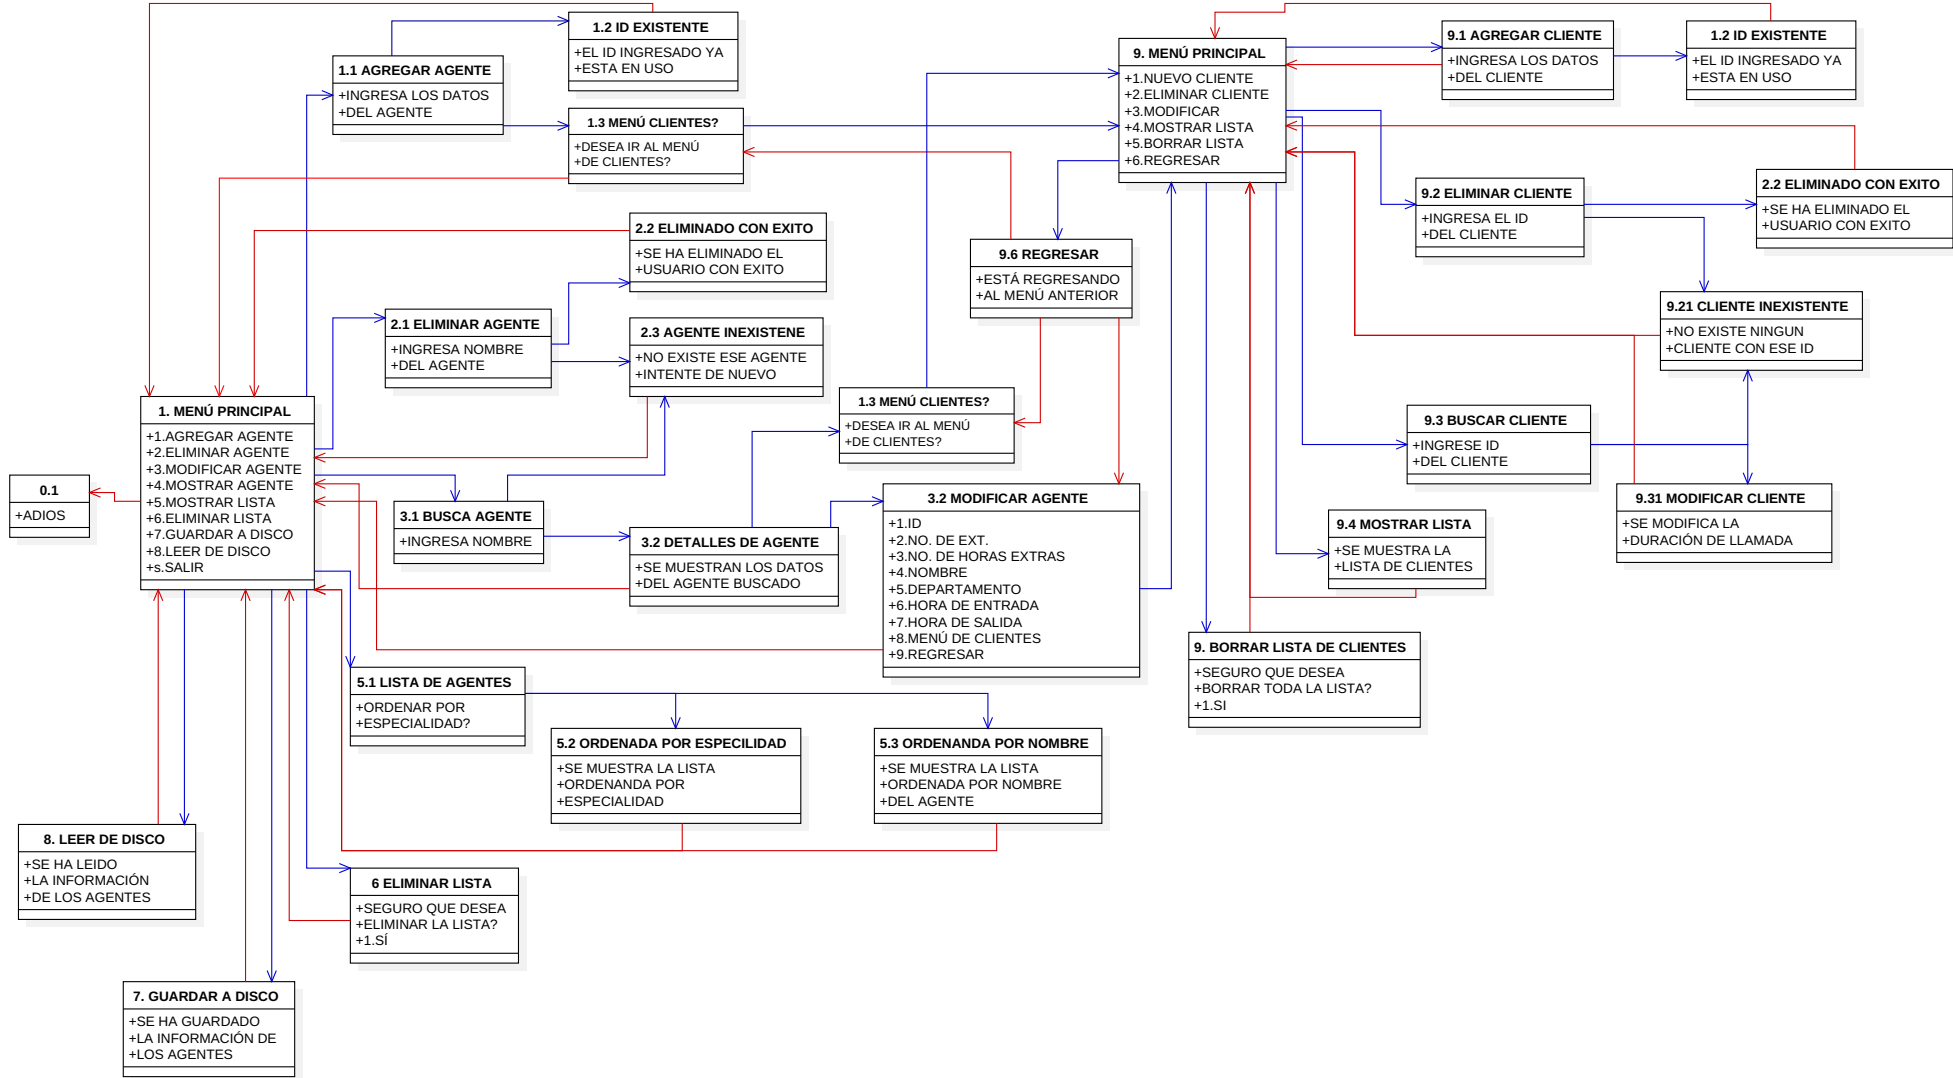 1.2 ID EXISTENTE
+EL ID INGRESADO YA
+ESTA EN USO
1.1 AGREGAR AGENTE
+INGRESA LOS DATOS
+DEL AGENTE
1.3 MENÚ CLIENTES?
+DESEA IR AL MENÚ
+DE CLIENTES?
9. MENÚ PRINCIPAL
+1.NUEVO CLIENTE
+2.ELIMINAR CLIENTE
+3.MODIFICAR
+4.MOSTRAR LISTA
+5.BORRAR LISTA
+6.REGRESAR
9.1 AGREGAR CLIENTE
+INGRESA LOS DATOS
+DEL CLIENTE
1.2 ID EXISTENTE
+EL ID INGRESADO YA
+ESTA EN USO
9.2 ELIMINAR CLIENTE
+INGRESA EL ID
+DEL CLIENTE
2.2 ELIMINADO CON EXITO
+SE HA ELIMINADO EL
+USUARIO CON EXITO
2.2 ELIMINADO CON EXITO
+SE HA ELIMINADO EL
+USUARIO CON EXITO
9.6 REGRESAR
+ESTÁ REGRESANDO
+AL MENÚ ANTERIOR
9.21 CLIENTE INEXISTENTE
+NO EXISTE NINGUN
+CLIENTE CON ESE ID
2.1 ELIMINAR AGENTE
+INGRESA NOMBRE
+DEL AGENTE
2.3 AGENTE INEXISTENE
+NO EXISTE ESE AGENTE
+INTENTE DE NUEVO
1.3 MENÚ CLIENTES?
+DESEA IR AL MENÚ
+DE CLIENTES?
9.3 BUSCAR CLIENTE
+INGRESE ID
+DEL CLIENTE
1. MENÚ PRINCIPAL
+1.AGREGAR AGENTE
+2.ELIMINAR AGENTE
+3.MODIFICAR AGENTE
+4.MOSTRAR AGENTE
+5.MOSTRAR LISTA
+6.ELIMINAR LISTA
+7.GUARDAR A DISCO
+8.LEER DE DISCO
+s.SALIR
0.1
+ADIOS
3.1 BUSCA AGENTE
+INGRESA NOMBRE
3.2 DETALLES DE AGENTE
+SE MUESTRAN LOS DATOS
+DEL AGENTE BUSCADO
3.2 MODIFICAR AGENTE
+1.ID
+2.NO. DE EXT.
+3.NO. DE HORAS EXTRAS
+4.NOMBRE
+5.DEPARTAMENTO
+6.HORA DE ENTRADA
+7.HORA DE SALIDA
+8.MENÚ DE CLIENTES
+9.REGRESAR
9.31 MODIFICAR CLIENTE
+SE MODIFICA LA
+DURACIÓN DE LLAMADA
9.4 MOSTRAR LISTA
+SE MUESTRA LA
+LISTA DE CLIENTES
9. BORRAR LISTA DE CLIENTES
+SEGURO QUE DESEA
+BORRAR TODA LA LISTA?
+1.SI
5.1 LISTA DE AGENTES
+ORDENAR POR
+ESPECIALIDAD?
5.2 ORDENADA POR ESPECILIDAD
+SE MUESTRA LA LISTA
+ORDENANDA POR
+ESPECIALIDAD
5.3 ORDENANDA POR NOMBRE
+SE MUESTRA LA LISTA
+ORDENADA POR NOMBRE
+DEL AGENTE
8. LEER DE DISCO
+SE HA LEIDO
+LA INFORMACIÓN
+DE LOS AGENTES
6 ELIMINAR LISTA
+SEGURO QUE DESEA
+ELIMINAR LA LISTA?
+1.SÍ
7. GUARDAR A DISCO
+SE HA GUARDADO
+LA INFORMACIÓN DE
+LOS AGENTES